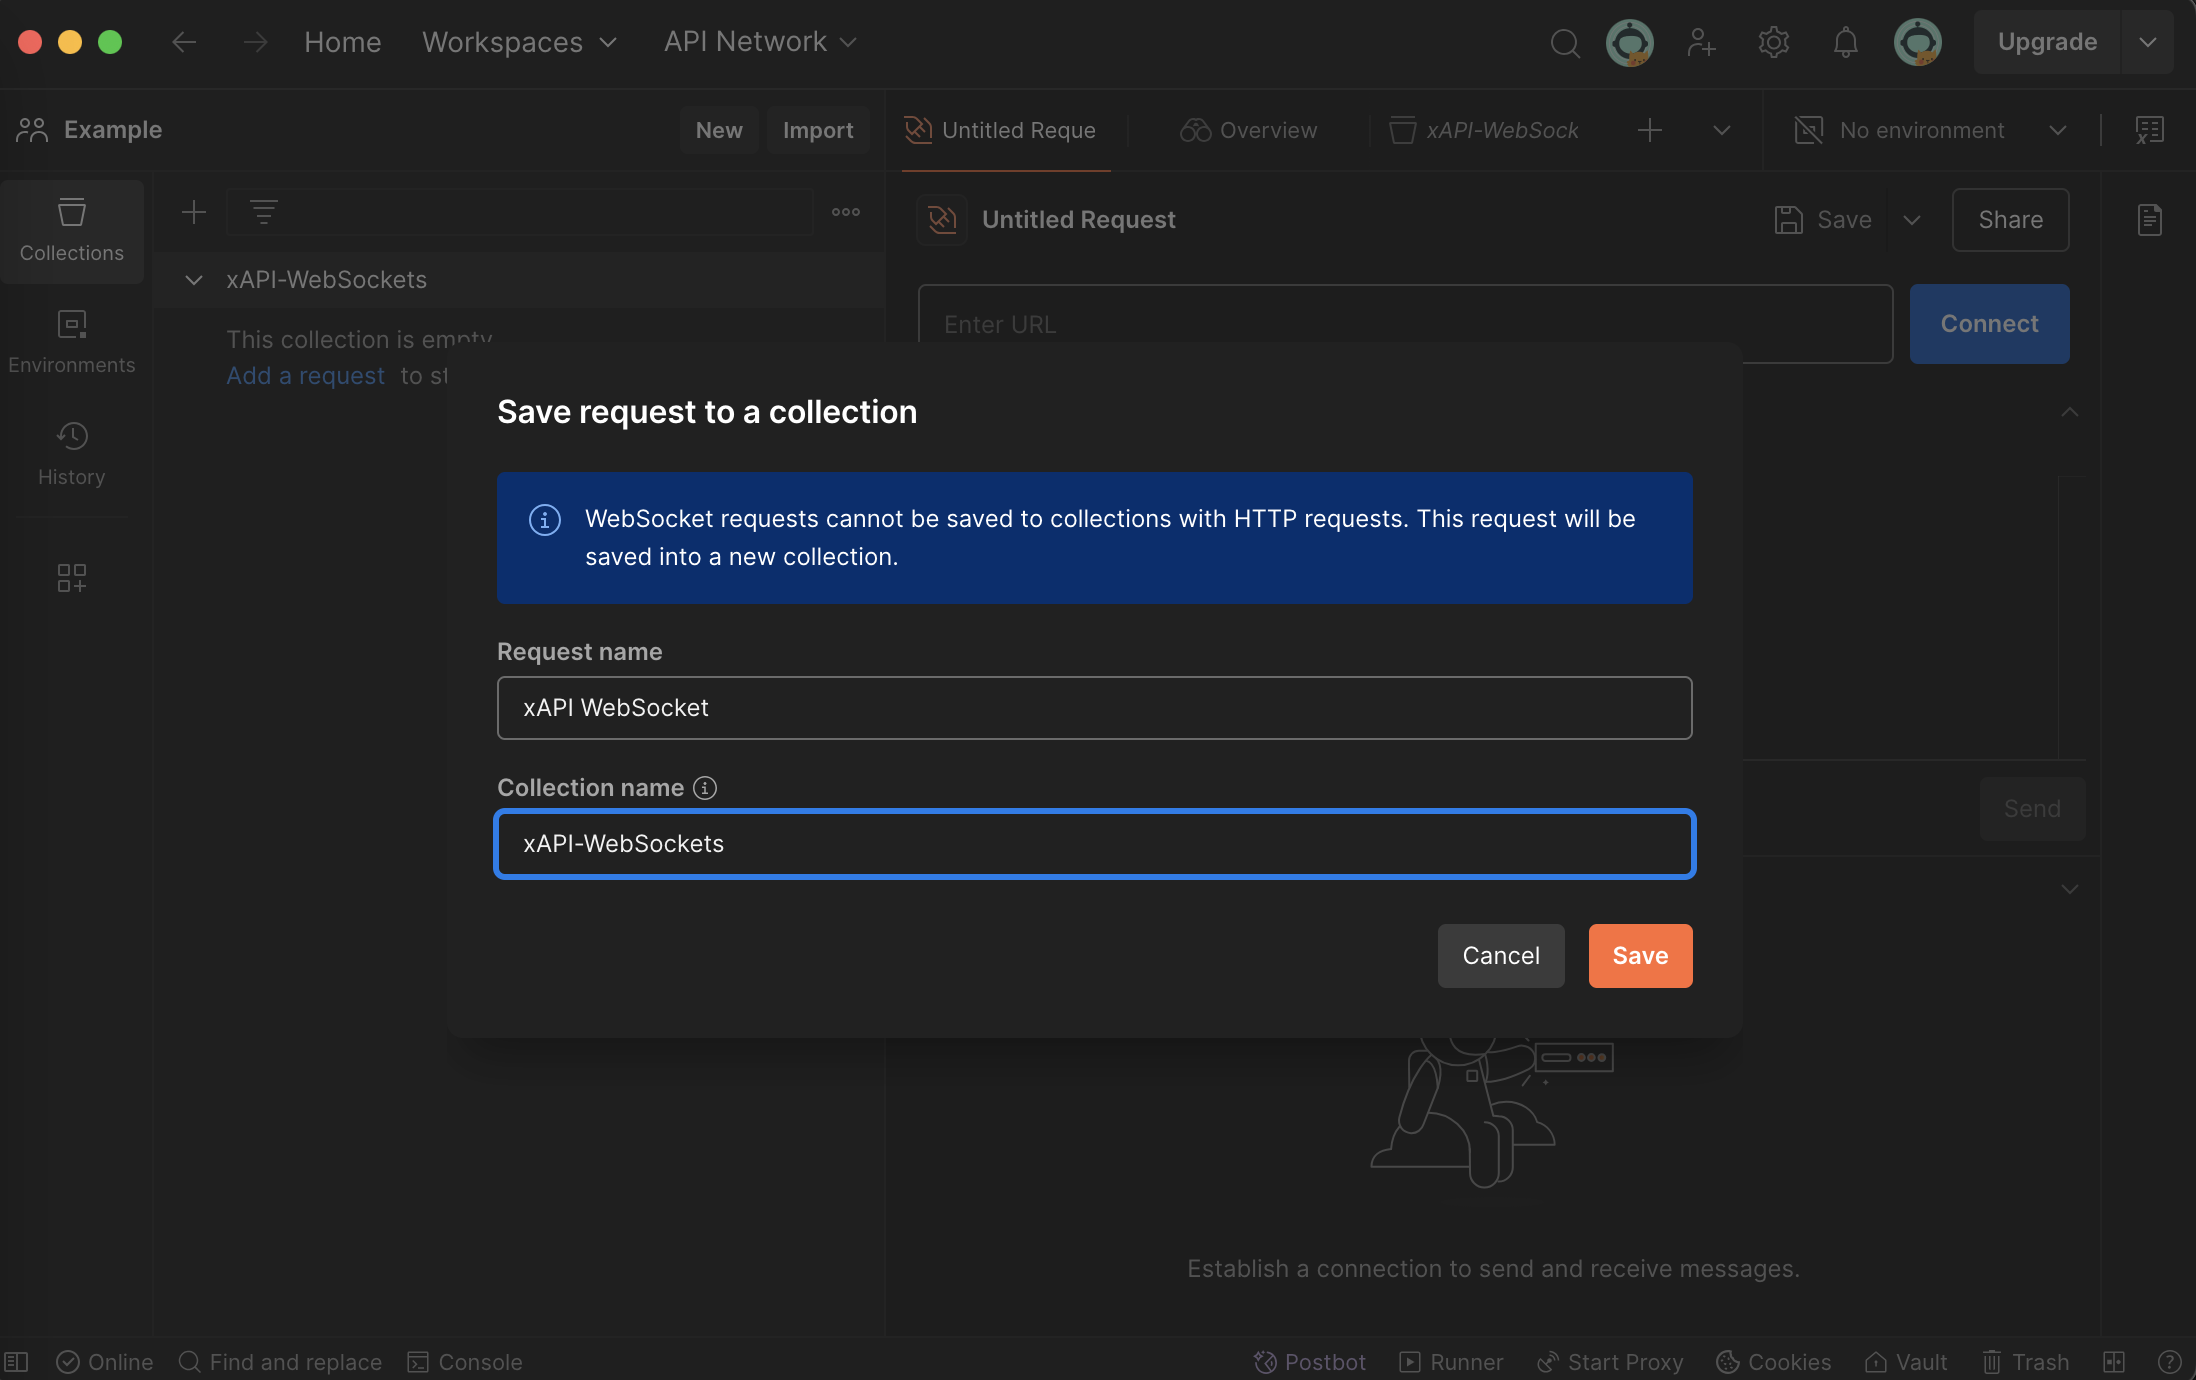 Home
Workspaces
API Network
Upgrade
Example
New
Import
Untitled Reque
Overview
xAPI-WebSock
No environment
Collections
Environments
History
xAPI-WebSockets
This collection is empty
Add a request to st
Untitled Request
Save
Share
Enter URL
Connect
Save request to a collection
WebSocket requests cannot be saved to collections with HTTP requests. This request will be
saved into a new collection.
Request name
xAPI WebSocket
Collection name
xAPI-WebSockets
Cancel
Save
Send
Establish a connection to send and receive messages.
Online
Find and replace
Console
Postbot
Runner
Start Proxy
Cookies
Vault
Trash